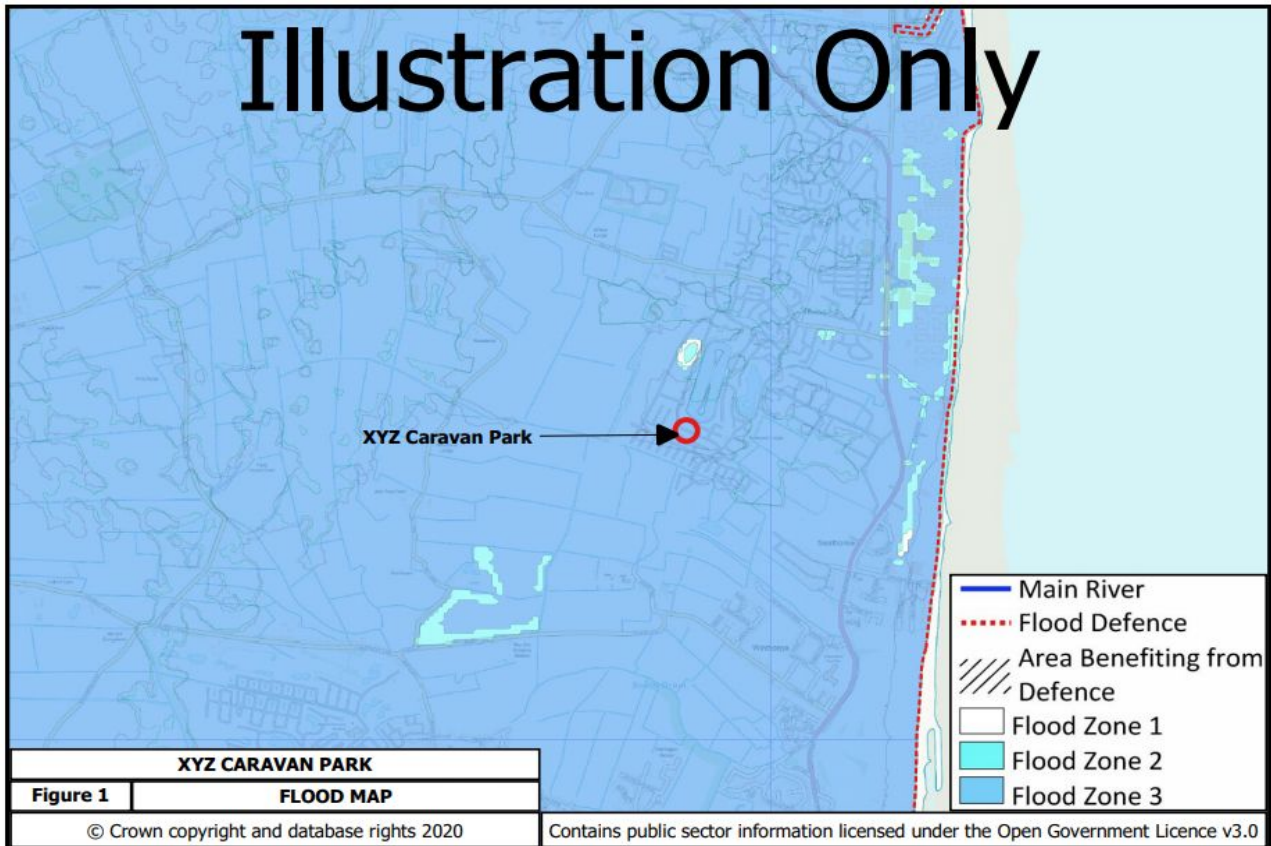 Illustration Only
XYZ Caravan Park
Main River
Flood Defence
Area Benefiting from
Defence
Flood Zone 1
Flood Zone 2
Flood Zone 3
XYZ CARAVAN PARK
Figure 1
FLOOD MAP
© Crown copyright and database rights 2020
Contains public sector information licensed under the Open Government Licence v3.0